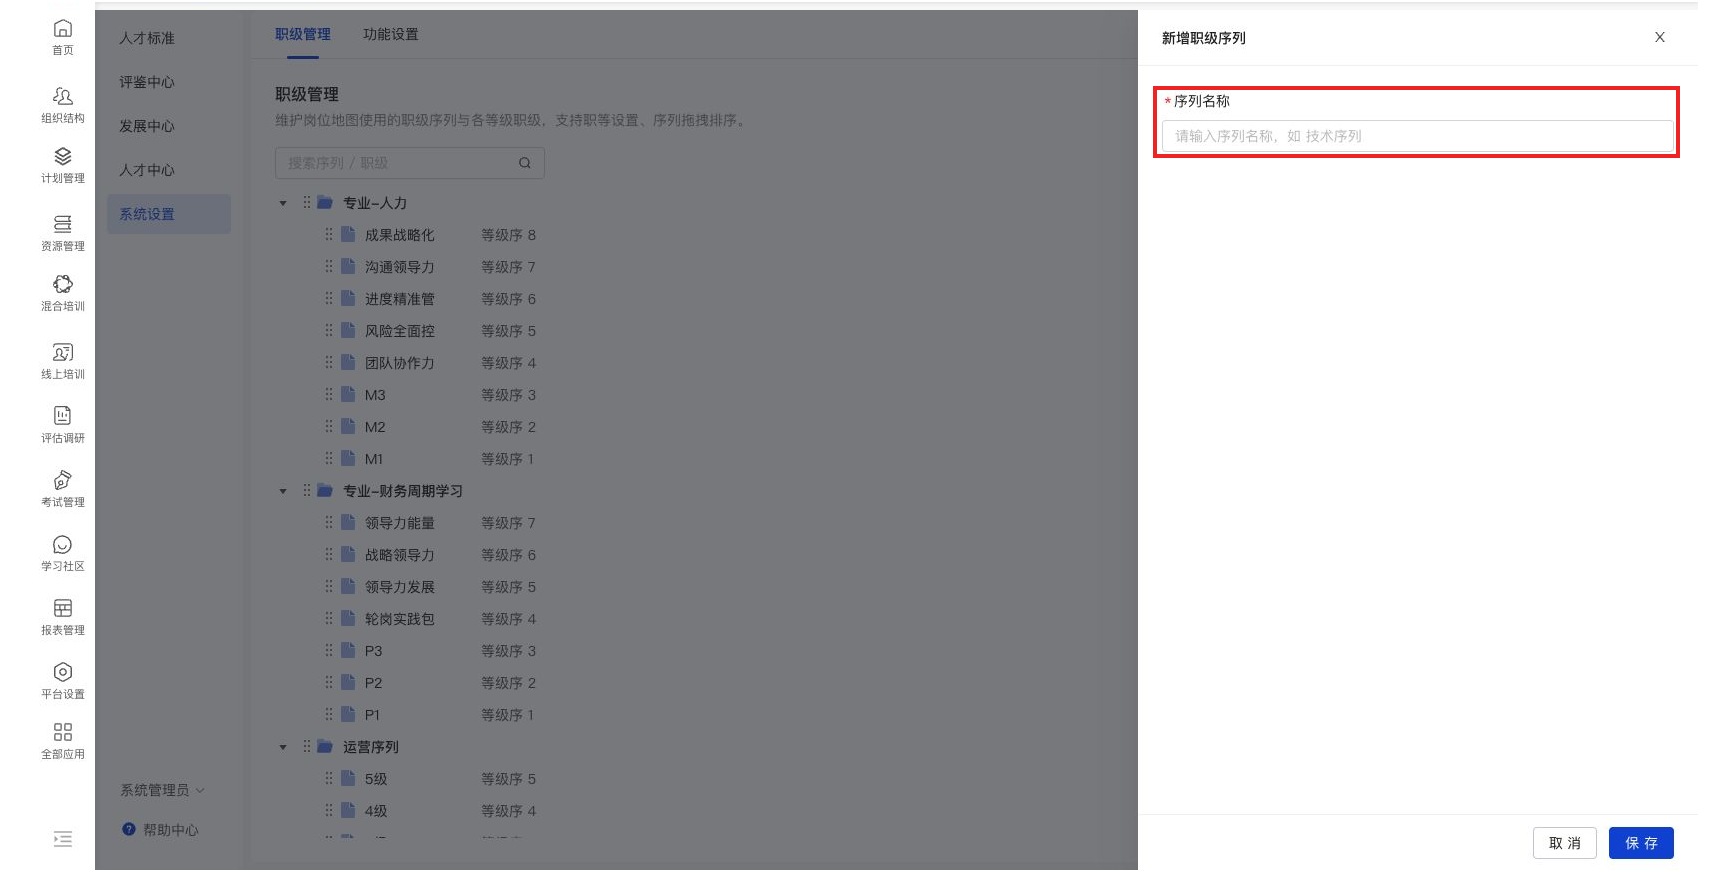 首页
组织结构
计划管理
资源管理
混合培训
线上培训
评估调研
考试管理
学习社区
报表管理
平台设置
全部应用
人才标准
评鉴中心
发展中心
人才中心
系统设置
系统管理员
? 帮助中心
职级管理 功能设置
职级管理
维护岗位地图使用的职级序列与各等级职级，支持职等设置、序列拖拽排序。
搜索序列 / 职级
专业-人力
成果战略化 等级序 8
沟通领导力 等级序 7
进度精准管 等级序 6
风险全面控 等级序 5
团队协作力 等级序 4
M3 等级序 3
M2 等级序 2
M1 等级序 1
专业-财务周期学习
领导力能量 等级序 7
战略领导力 等级序 6
领导力发展 等级序 5
轮岗实践包 等级序 4
P3 等级序 3
P2 等级序 2
P1 等级序 1
运营序列
5级 等级序 5
4级 等级序 4
新增职级序列 X
* 序列名称
请输入序列名称，如 技术序列
取 消 保 存